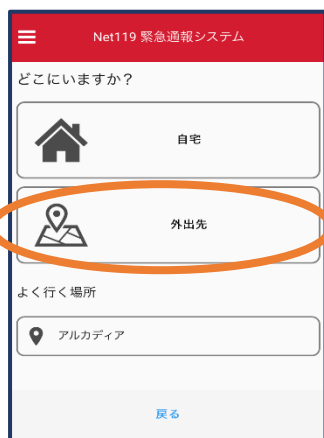 Net119 緊急通報システム
どこにいますか？
自宅
外出先
よく行く場所
アルカディア
戻る